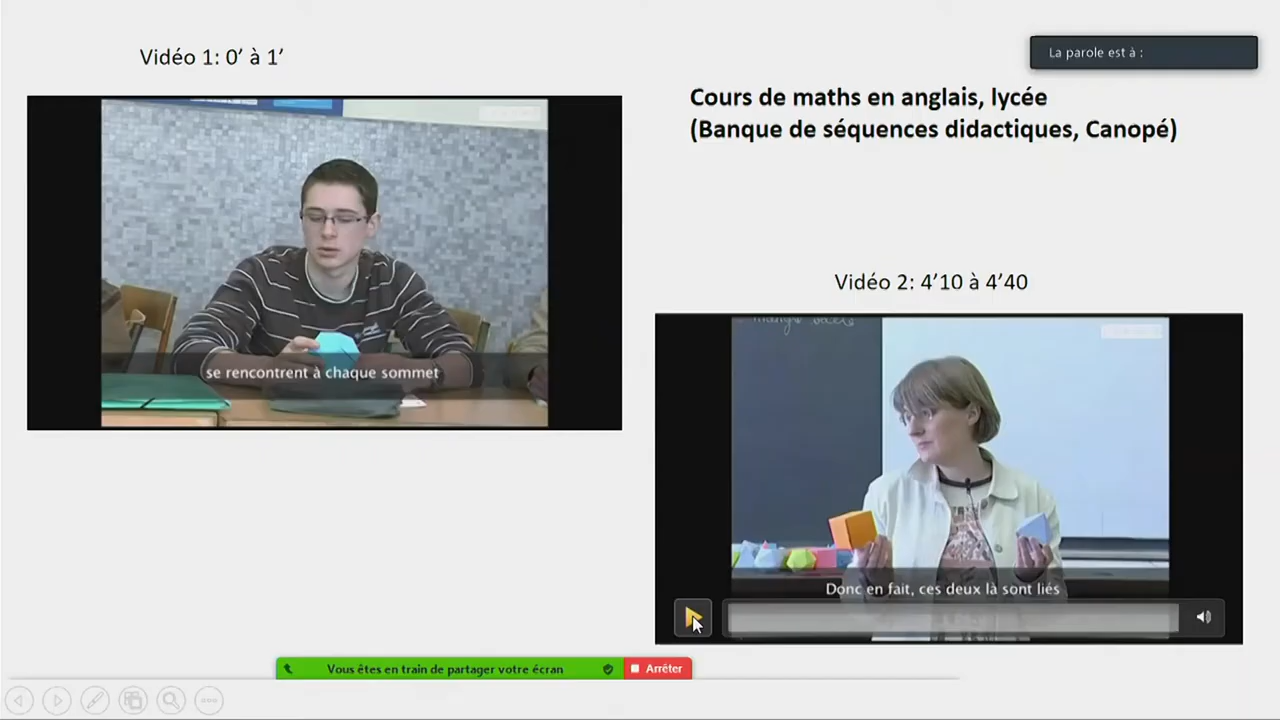 Vidéo 1: 0’ à 1’
La parole est à :
Cours de maths en anglais, lycée
(Banque de séquences didactiques, Canopé)
se rencontrent à chaque sommet
Vidéo 2: 4’10 à 4’40
Donc en fait, ces deux là sont liés
Vous êtes en train de partager votre écran
Arrêter